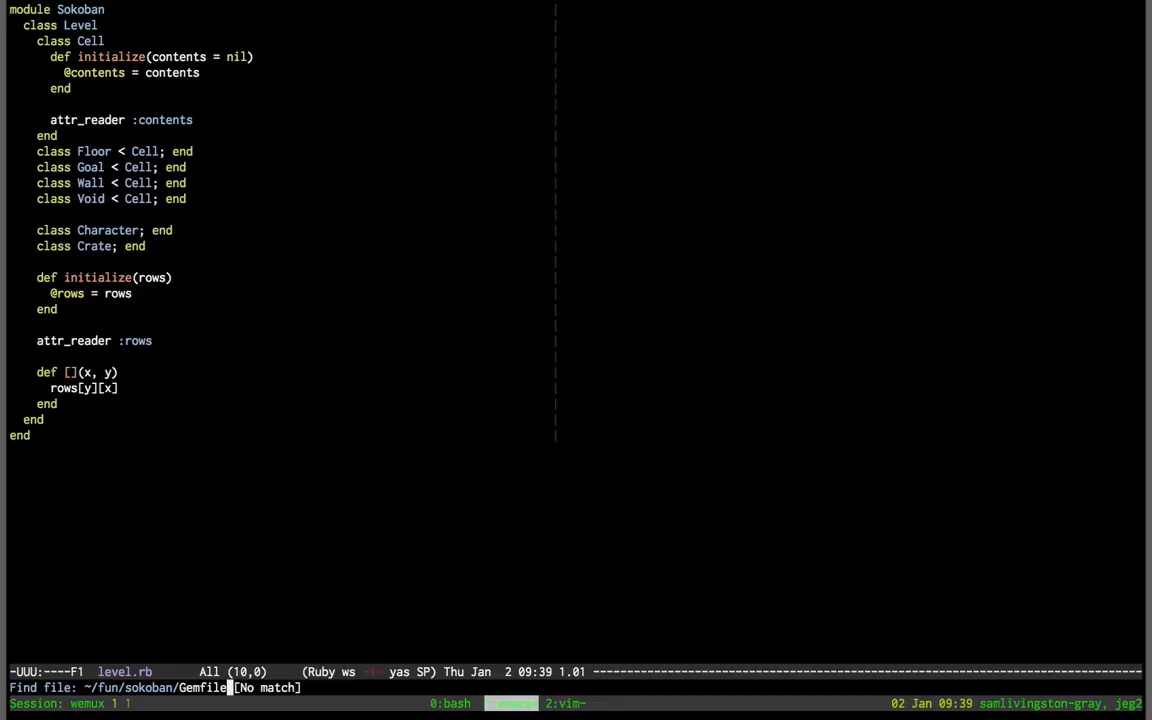 module Sokoban
  class Level
    class Cell
      def initialize(contents = nil)
        @contents = contents
      end

      attr_reader :contents
    end
    class Floor < Cell; end
    class Goal < Cell; end
    class Wall < Cell; end
    class Void < Cell; end

    class Character; end
    class Crate; end

    def initialize(rows)
      @rows = rows
    end

    attr_reader :rows

    def [](x, y)
      rows[y][x]
    end
  end
end
-UUU:----F1  level.rb       All (10,0)     (Ruby ws yas SP) Thu Jan  2 09:39 1.01 ----------------------------------------------------------------------------------
Find file: ~/fun/sokoban/Gemfile [No match]
Session: wemux 1 1 0:bash 2:vim- 02 Jan 09:39 samlivingston-gray, jeg2